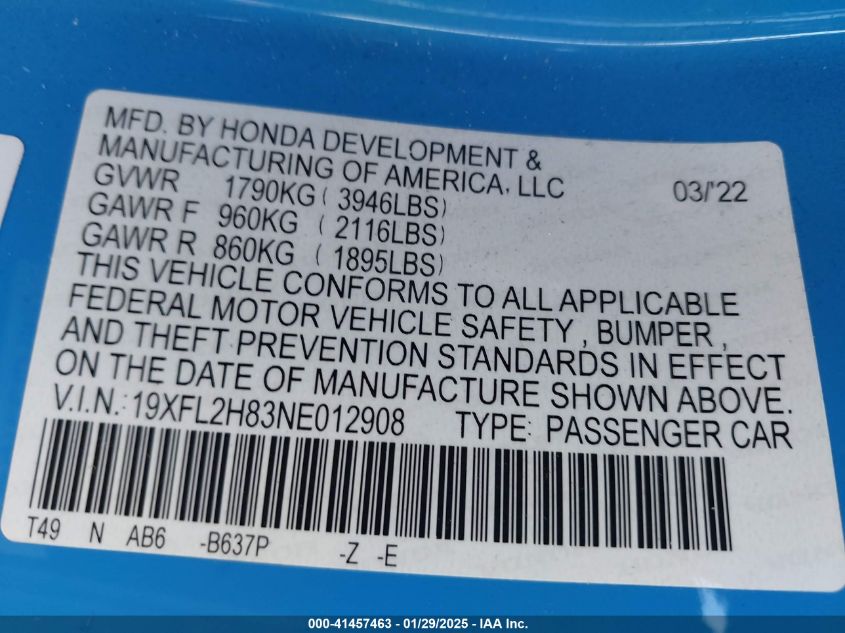 MFD. BY HONDA DEVELOPMENT &
MANUFACTURING OF AMERICA, LLC 03/'22
GVWR 1790KG ( 3946LBS)
GAWR F 960KG ( 2116LBS)
GAWR R 860KG ( 1895LBS)
THIS VEHICLE CONFORMS TO ALL APPLICABLE
FEDERAL MOTOR VEHICLE SAFETY , BUMPER ,
AND THEFT PREVENTION STANDARDS IN EFFECT
ON THE DATE OF MANUFACTURE SHOWN ABOVE.
V.I.N.: 19XFL2H83NE012908 TYPE: PASSENGER CAR
T49 N AB6 -B637P -Z -E
000-41457463 - 01/29/2025 - IAA Inc.